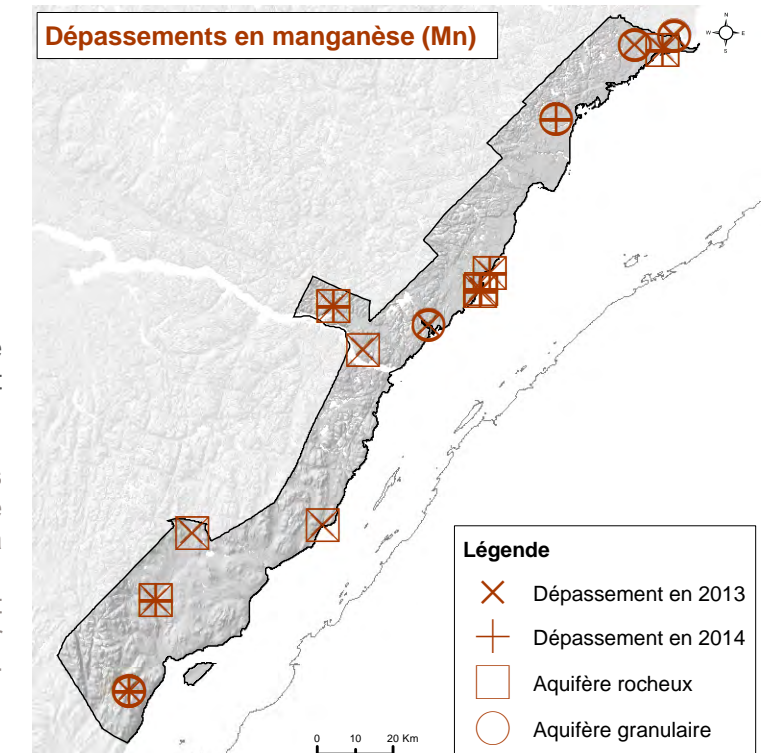 Dépassements en manganèse (Mn)
N
W E
S
Légende
Dépassement en 2013
Dépassement en 2014
Aquifère rocheux
Aquifère granulaire
0 10 20 Km